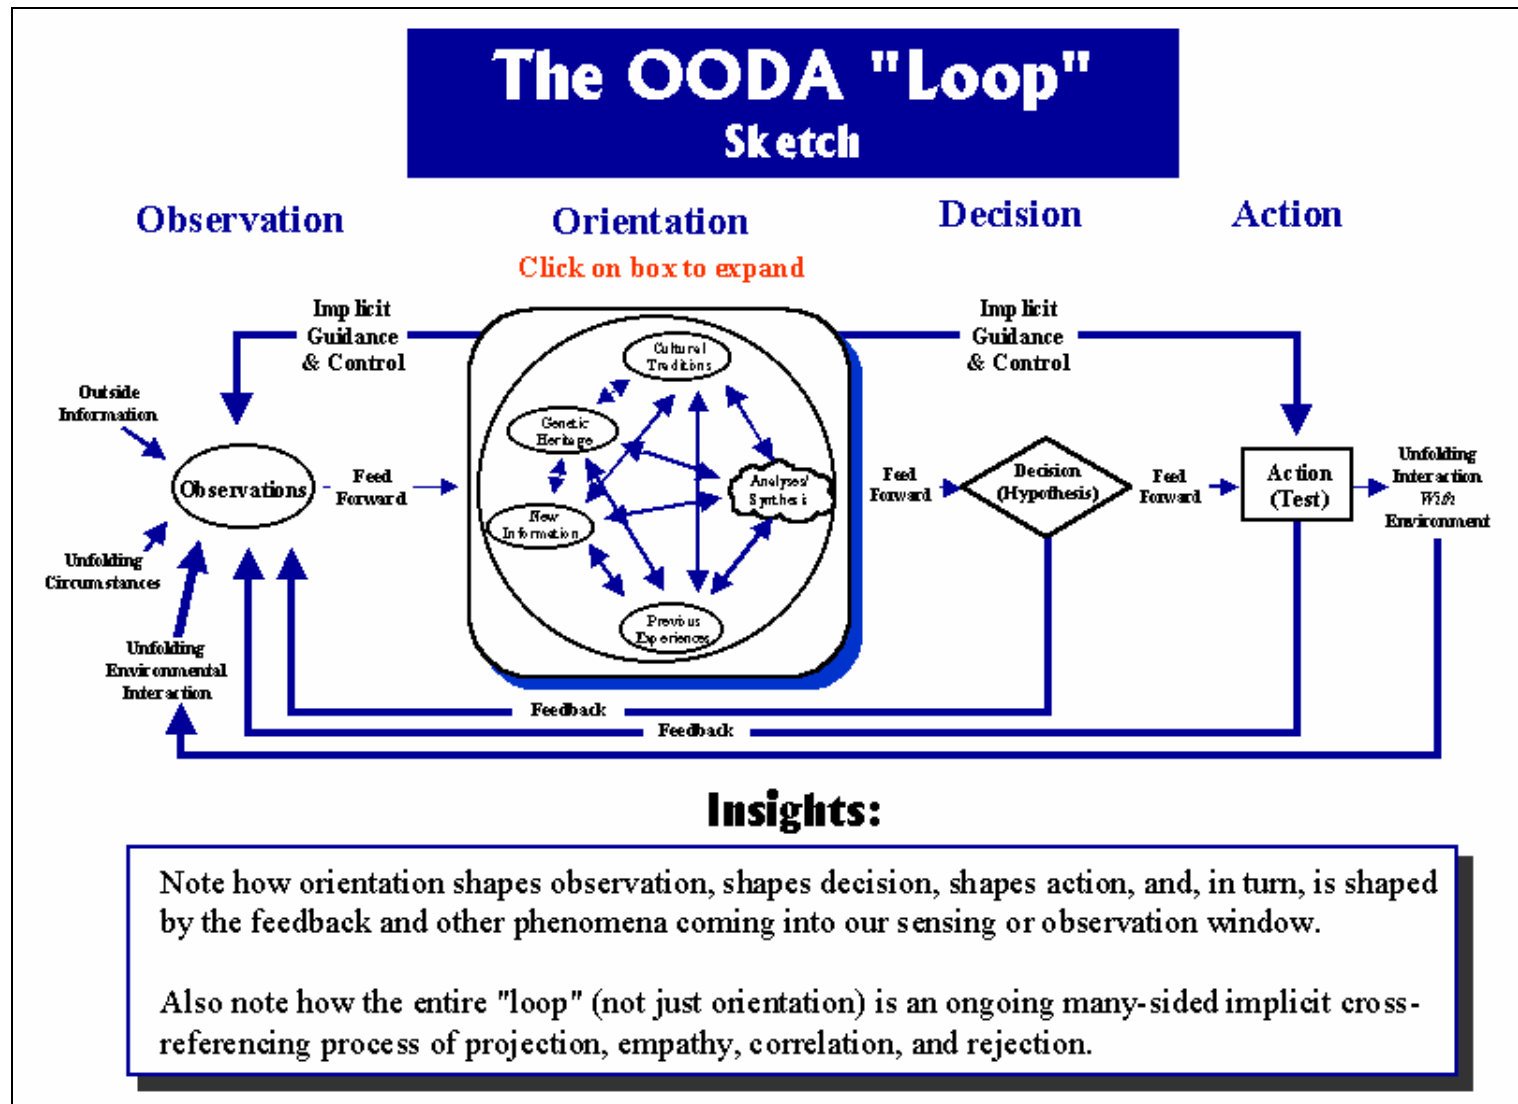 The OODA "Loop"
Sketch
Observation
Orientation
Decision
Action
Click on box to expand
Implicit
Guidance
& Control
Implicit
Guidance
& Control
Outside
Information
Cultural
Traditions
Genetic
Heritage
Observations
Feed
Forward
Analyses/
Synthesis
Feed
Forward
Decision
(Hypothesis)
Feed
Forward
Action
(Test)
Unfolding
Interaction
With
Environment
New
Information
Unfolding
Circumstances
Previous
Experiences
Unfolding
Environmental
Interaction
Feedback
Feedback
Insights:
Note how orientation shapes observation, shapes decision, shapes action, and, in turn, is shaped
by the feedback and other phenomena coming into our sensing or observation window.
Also note how the entire "loop" (not just orientation) is an ongoing many-sided implicit cross-
referencing process of projection, empathy, correlation, and rejection.